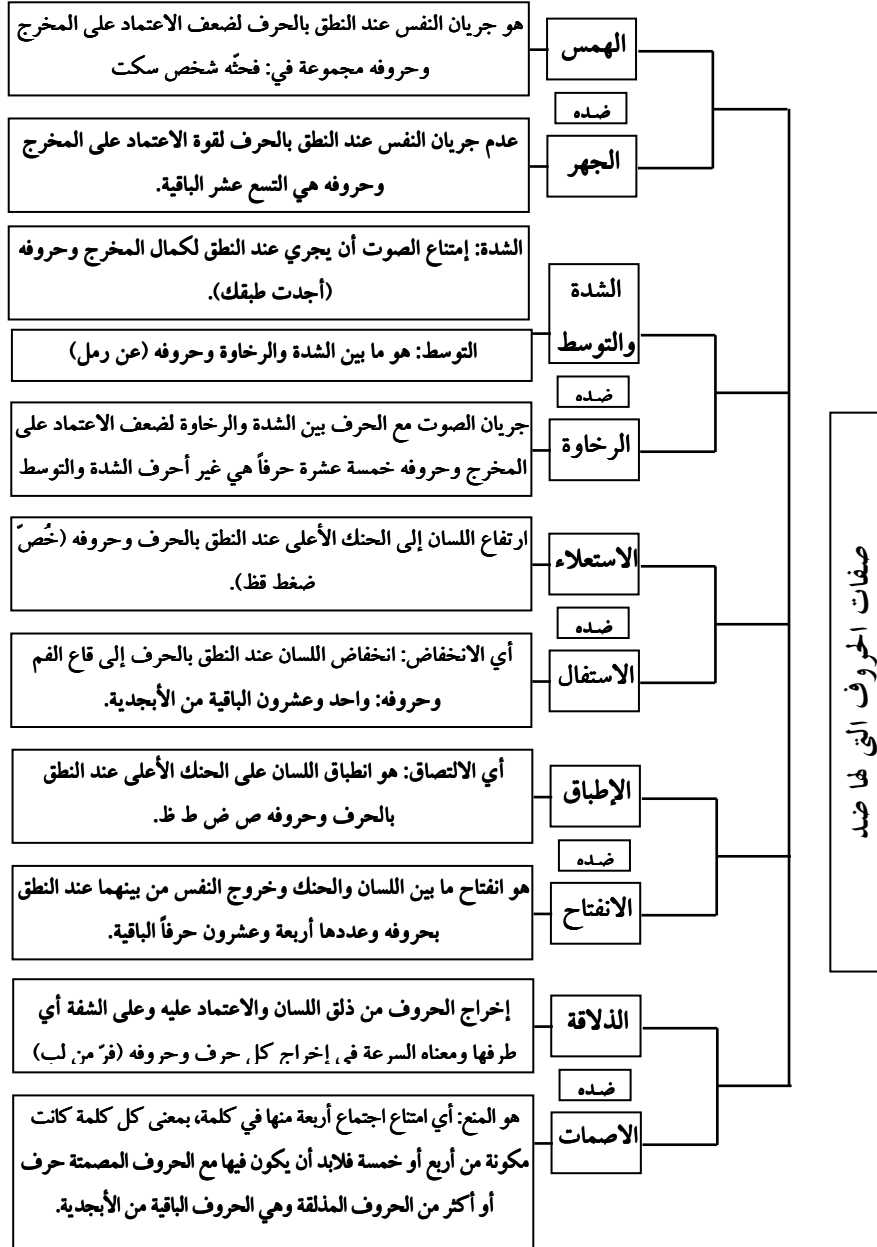 صفات الحروف التي لها ضد
الهمس
هو جريان النفس عند النطق بالحرف لضعف الاعتماد على المخرج
وحروفه مجموعة في: فحثّه شخص سكت
ضده
الجهر
عدم جريان النفس عند النطق بالحرف لقوة الاعتماد على المخرج
وحروفه هي التسع عشر الباقية.
الشدة
والتوسط
الشدة: إمتناع الصوت أن يجري عند النطق لكمال المخرج وحروفه
(أجدت طبقك).
التوسط: هو ما بين الشدة والرخاوة وحروفه (عن رمل)
ضده
الرخاوة
جريان الصوت مع الحرف بين الشدة والرخاوة لضعف الاعتماد على
المخرج وحروفه خمسة عشرة حرفاً هي غير أحرف الشدة والتوسط
الاستعلاء
ارتفاع اللسان إلى الحنك الأعلى عند النطق بالحرف وحروفه (خُصّ
ضغط قظ).
ضده
الاستفال
أي الانخفاض: انخفاض اللسان عند النطق بالحرف إلى قاع الفم
وحروفه: واحد وعشرون الباقية من الأبجدية.
الإطباق
أي الالتصاق: هو انطباق اللسان على الحنك الأعلى عند النطق
بالحرف وحروفه ص ض ط ظ.
ضده
الانفتاح
هو انفتاح ما بين اللسان والحنك وخروج النفس من بينهما عند النطق
بحروفه وعددها أربعة وعشرون حرفاً الباقية.
الذلاقة
إخراج الحروف من ذلق اللسان والاعتماد عليه وعلى الشفة أي
طرفها ومعناه السرعة في إخراج كل حرف وحروفه (فرّ من لب)
ضده
الاصمات
هو المنع: أي امتناع اجتماع أربعة منها في كلمة، بمعنى كل كلمة كانت
مكونة من أربع أو خمسة فلابد أن يكون فيها مع الحروف المصمتة حرف
أو أكثر من الحروف المذلقة وهي الحروف الباقية من الأبجدية.